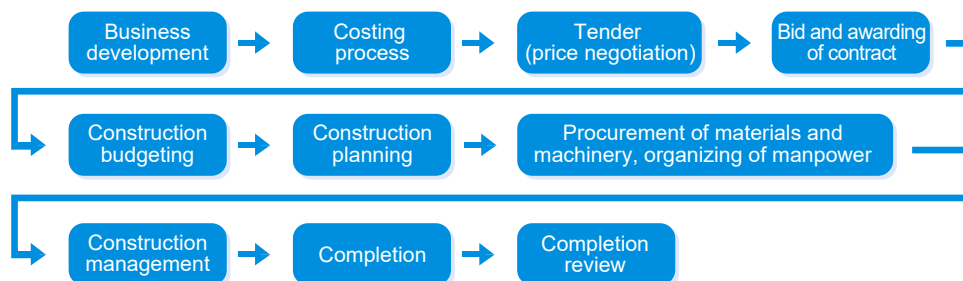 Business
development
Costing
process
Tender
(price negotiation)
Bid and awarding
of contract
Construction
budgeting
Construction
planning
Procurement of materials and
machinery, organizing of manpower
Construction
management
Completion
Completion
review